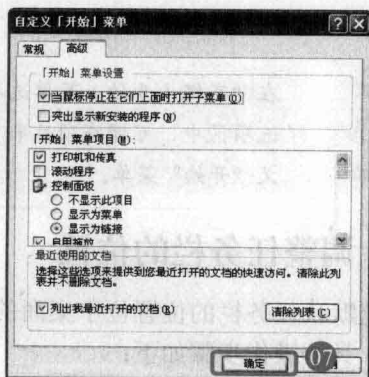 自定义「开始」菜单
常规 高级
「开始」菜单设置
当鼠标停止在它们上面时打开子菜单(O)
突出显示新安装的程序(N)
「开始」菜单项目(M):
打印机和传真
滚动程序
控制面板
不显示此项目
显示为菜单
显示为链接
启用拖放
最近使用的文档
选择这些选项来提供到您最近打开的文档的快速访问。清除此列
表并不删除文档。
列出我最近打开的文档(R) 清除列表(C)
确定 07